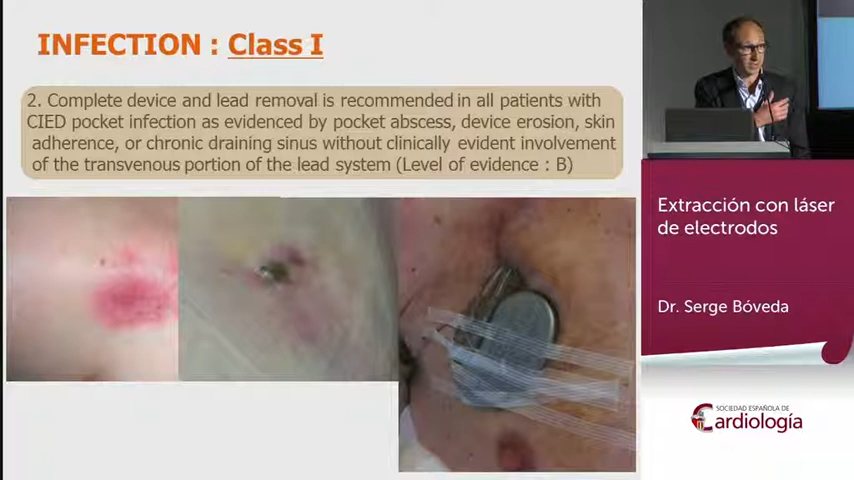 INFECTION : Class I
2. Complete device and lead removal is recommended in all patients with
CIED pocket infection as evidenced by pocket abscess, device erosion, skin
adherence, or chronic draining sinus without clinically evident involvement
of the transvenous portion of the lead system (Level of evidence : B)
Extracción con láser
de electrodos
Dr. Serge Bóveda
SOCIEDAD ESPAÑOLA DE
Cardiología